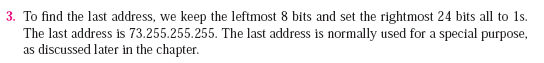 3. To find the last address, we keep the leftmost 8 bits and set the rightmost 24 bits all to 1s.
The last address is 73.255.255.255. The last address is normally used for a special purpose,
as discussed later in the chapter.